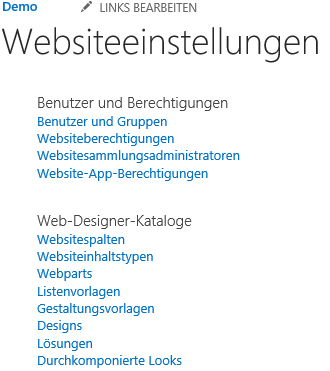 Demo LINKS BEARBEITEN
Websiteeinstellungen
Benutzer und Berechtigungen
Benutzer und Gruppen
Websiteberechtigungen
Websitesammlungsadministratoren
Website-App-Berechtigungen
Web-Designer-Kataloge
Websitespalten
Websiteinhaltstypen
Webparts
Listenvorlagen
Gestaltungsvorlagen
Designs
Lösungen
Durchkomponierte Looks